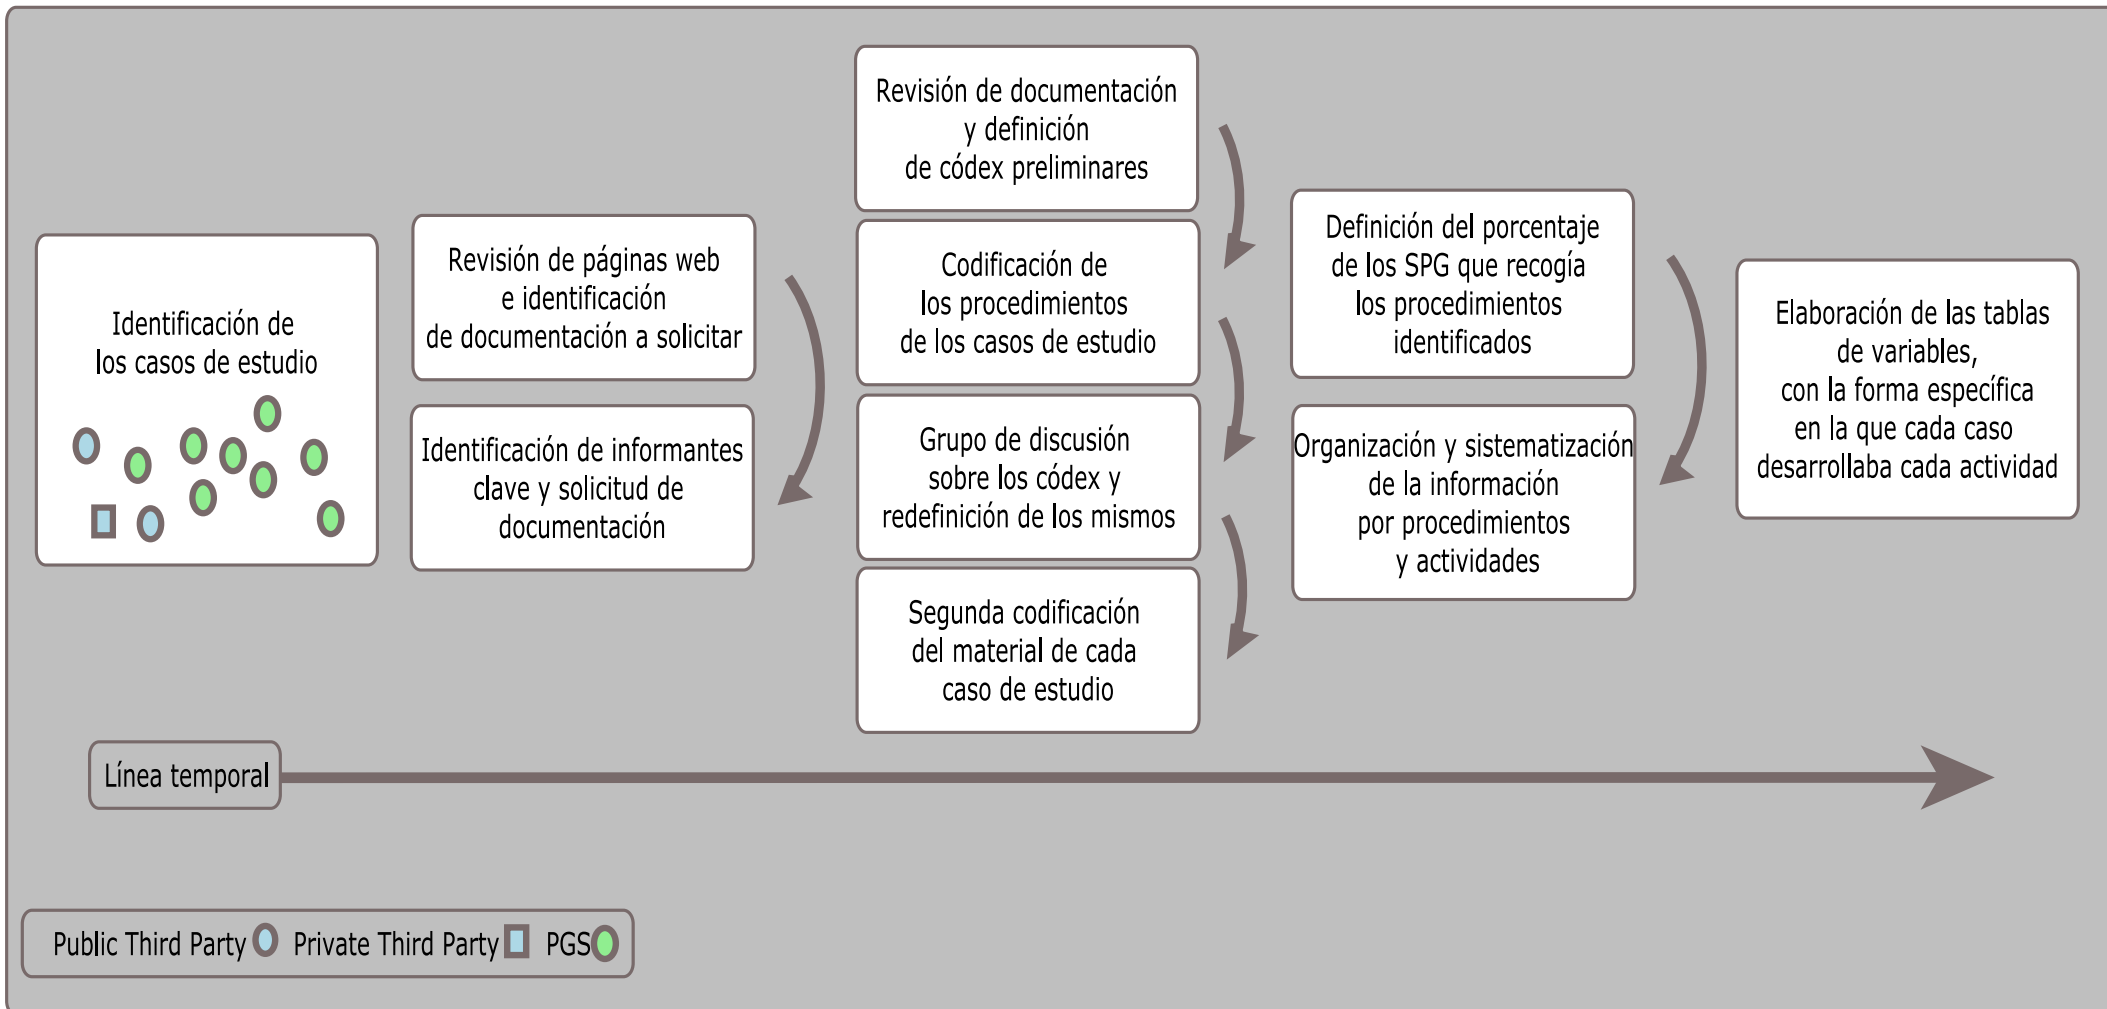 Identificación de
los casos de estudio
Revisión de páginas web
e identificación
de documentación a solicitar
Identificación de informantes
clave y solicitud de
documentación
Revisión de documentación
y definición
de códex preliminares
Codificación de
los procedimientos
de los casos de estudio
Grupo de discusión
sobre los códex y
redefinición de los mismos
Segunda codificación
del material de cada
caso de estudio
Definición del porcentaje
de los SPG que recogía
los procedimientos
identificados
Organización y sistematización
de la información
por procedimientos
y actividades
Elaboración de las tablas
de variables,
con la forma específica
en la que cada caso
desarrollaba cada actividad
Línea temporal
Public Third Party
Private Third Party
PGS